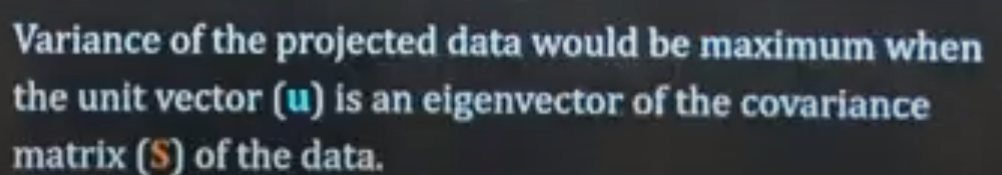 Variance of the projected data would be maximum when
the unit vector (u) is an eigenvector of the covariance
matrix (S) of the data.